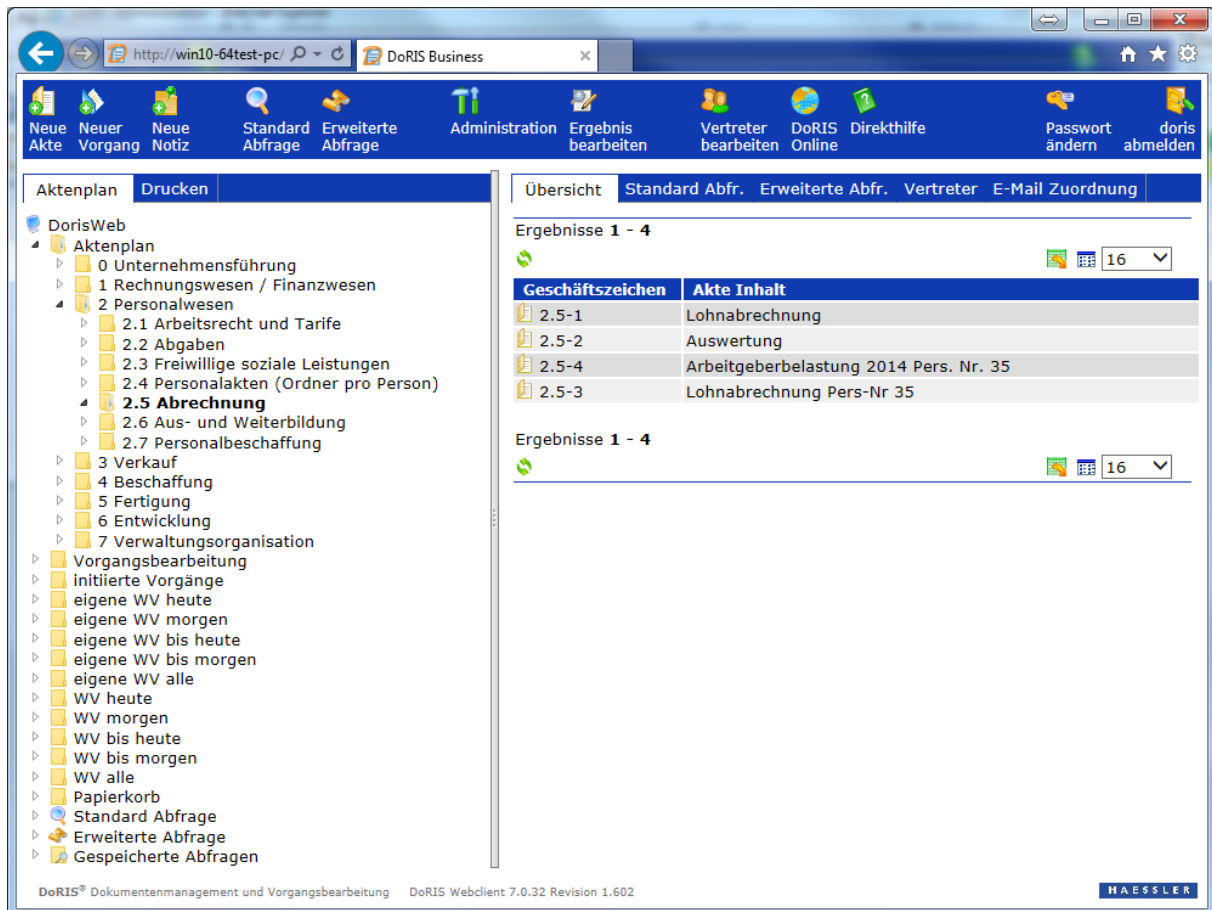 http://win10-64test-pc/
DoRIS Business
Neue Akte
Neuer Vorgang
Neue Notiz
Standard Abfrage
Erweiterte Abfrage
Administration
Ergebnis bearbeiten
Vertreter bearbeiten
DoRIS Online
Direkthilfe
Passwort ändern
doris abmelden
Aktenplan
Drucken
DorisWeb
Aktenplan
0 Unternehmensführung
1 Rechnungswesen / Finanzwesen
2 Personalwesen
2.1 Arbeitsrecht und Tarife
2.2 Abgaben
2.3 Freiwillige soziale Leistungen
2.4 Personalakten (Ordner pro Person)
2.5 Abrechnung
2.6 Aus- und Weiterbildung
2.7 Personalbeschaffung
3 Verkauf
4 Beschaffung
5 Fertigung
6 Entwicklung
7 Verwaltungsorganisation
Vorgangsbearbeitung
initiierte Vorgänge
eigene WV heute
eigene WV morgen
eigene WV bis heute
eigene WV bis morgen
eigene WV alle
WV heute
WV morgen
WV bis heute
WV bis morgen
WV alle
Papierkorb
Standard Abfrage
Erweiterte Abfrage
Gespeicherte Abfragen
Übersicht
Standard Abfr.
Erweiterte Abfr.
Vertreter
E-Mail Zuordnung
Ergebnisse 1 - 4
16
Geschäftszeichen Akte Inhalt
2.5-1 Lohnabrechnung
2.5-2 Auswertung
2.5-4 Arbeitgeberbelastung 2014 Pers. Nr. 35
2.5-3 Lohnabrechnung Pers-Nr 35
Ergebnisse 1 - 4
16
DoRIS® Dokumentenmanagement und Vorgangsbearbeitung DoRIS Webclient 7.0.32 Revision 1.602
HAESSLER